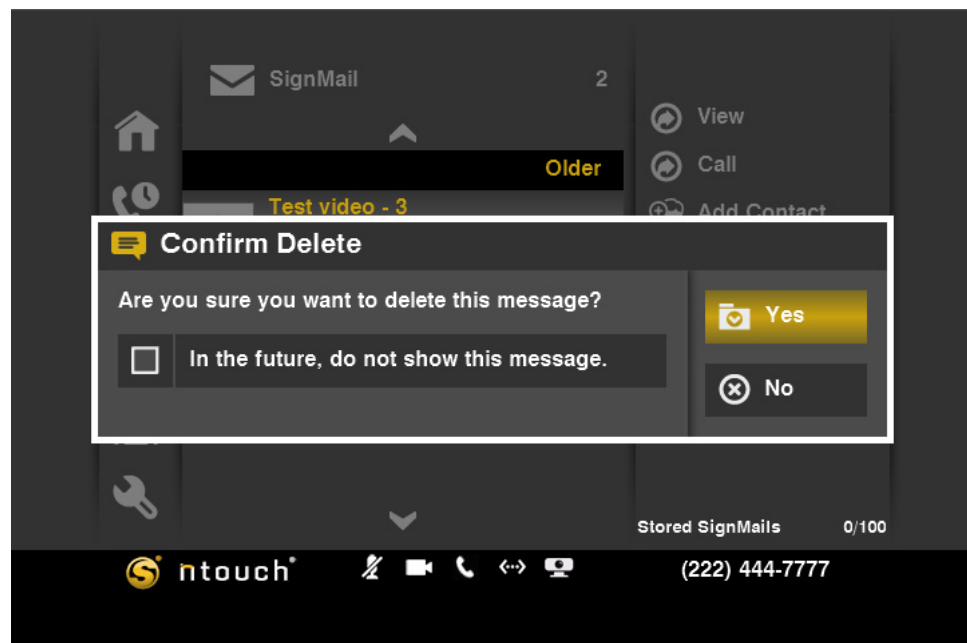 SignMail 2
View
Older
Call
Test video - 3
Add Contact
Confirm Delete
Are you sure you want to delete this message?
Yes
In the future, do not show this message.
No
Stored SignMails 0/100
ntouch® (222) 444-7777